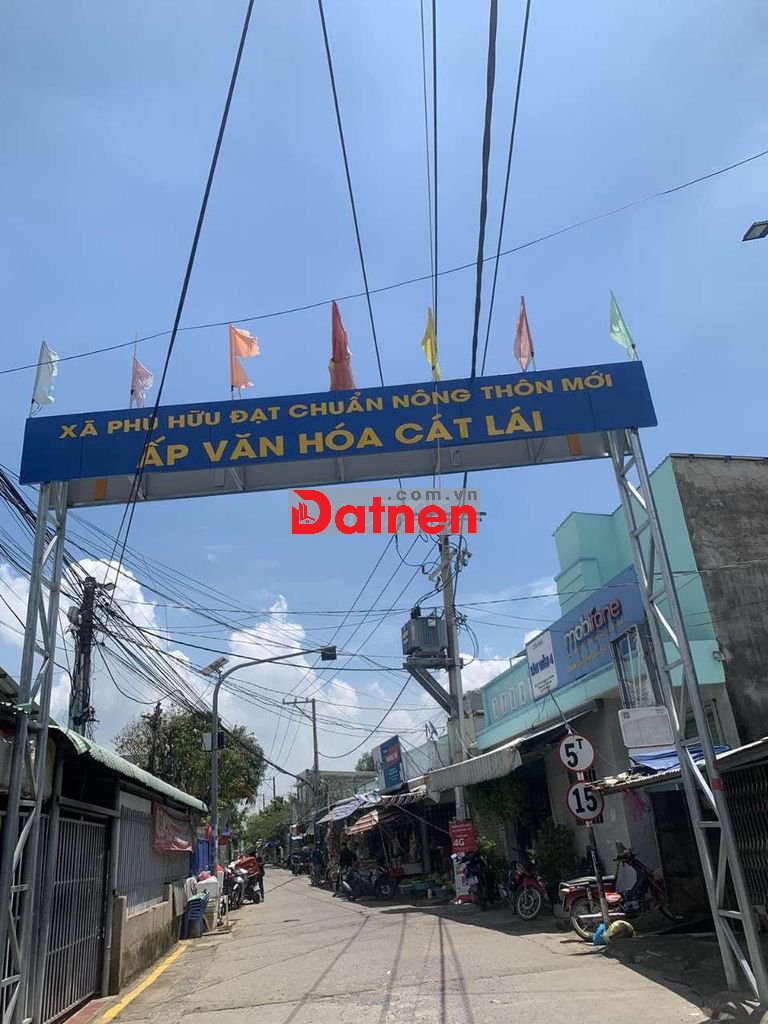 XÃ PHÚ HỮU ĐẠT CHUẨN NÔNG THÔN MỚI
ẤP VĂN HÓA CÁT LÁI
.com.vn
Datnen
mobifone
5T
15
4G